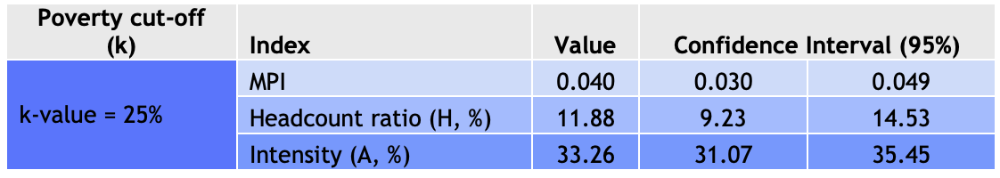 Poverty cut-off
(k) Index Value Confidence Interval (95%)
MPI 0.040 0.030 0.049
k-value = 25% Headcount ratio (H, %) 11.88 9.23 14.53
Intensity (A, %) 33.26 31.07 35.45